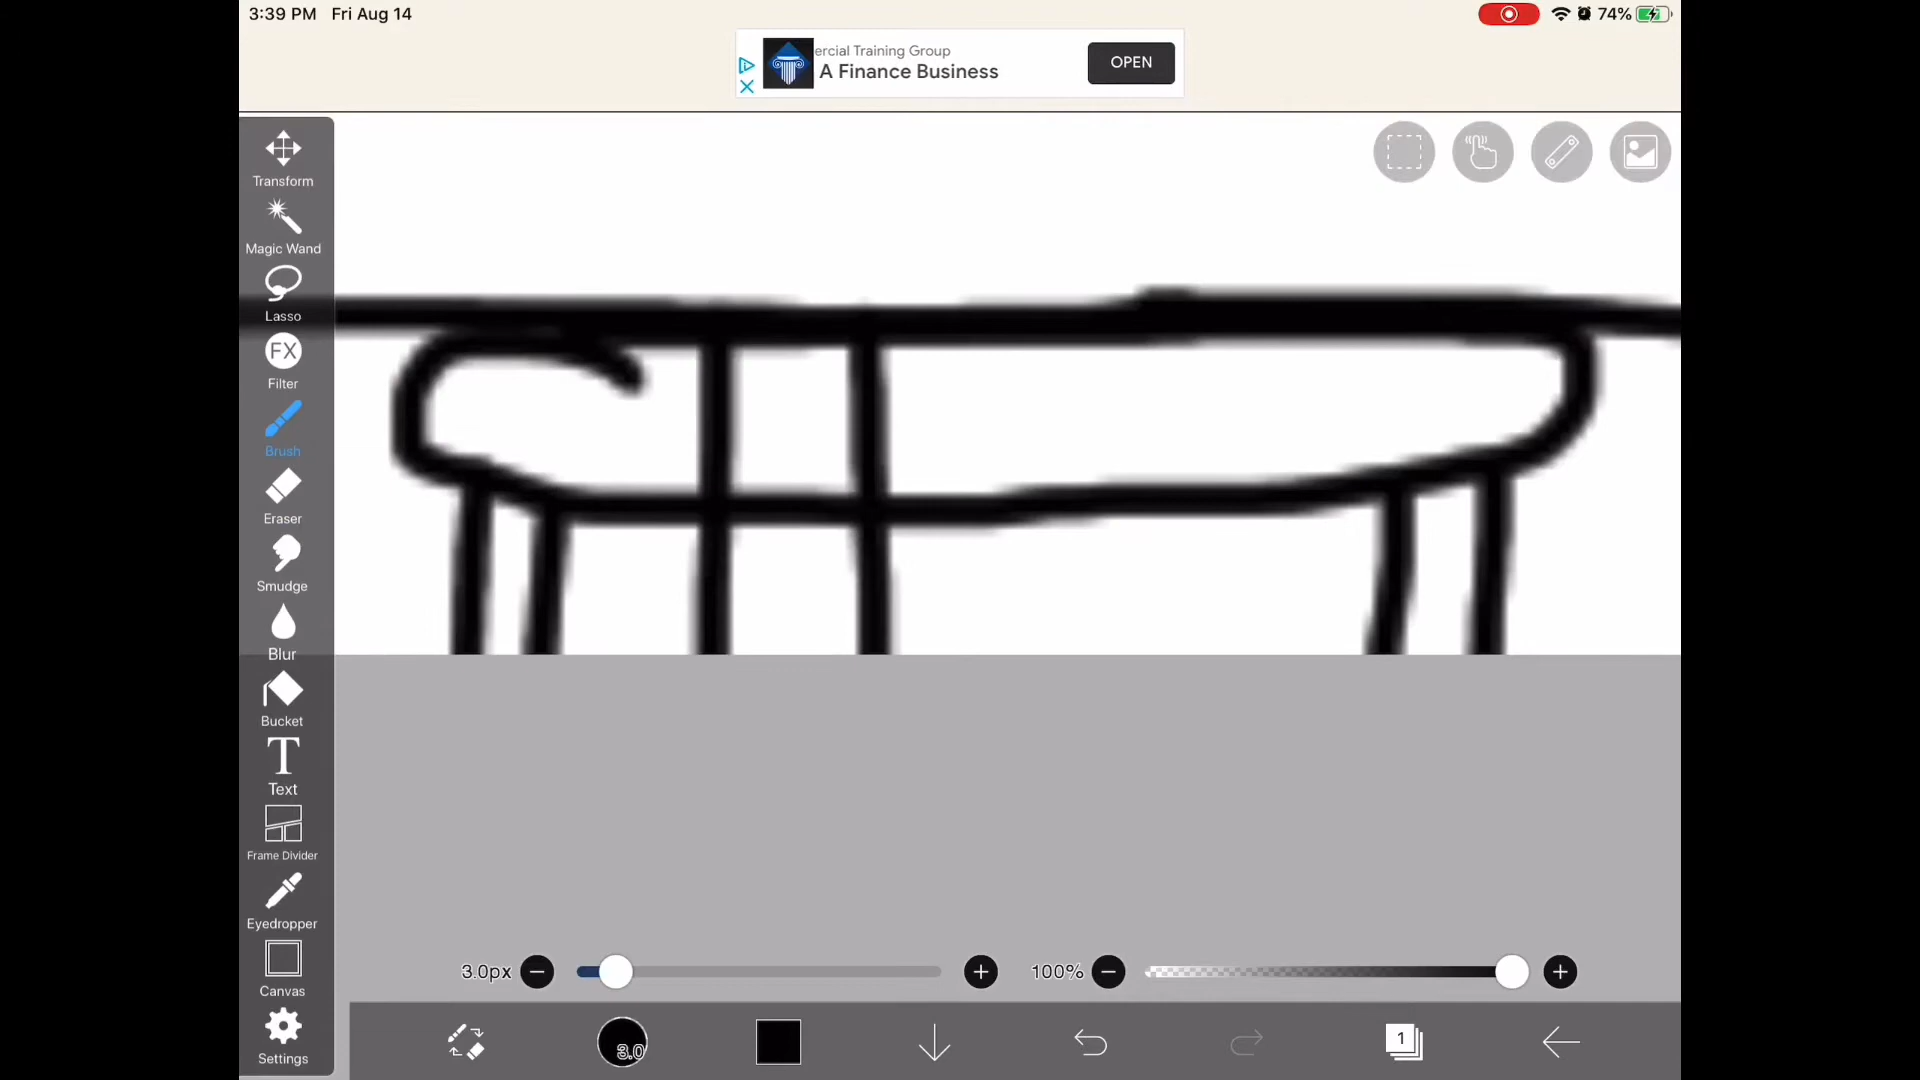 3:39 PM Fri Aug 14
74%
ercial Training Group
A Finance Business
OPEN
Transform
Magic Wand
Lasso
FX
Filter
Brush
Eraser
Smudge
Blur
Bucket
T
Text
Frame Divider
Eyedropper
Canvas
Settings
3.0px
100%
3.0
1